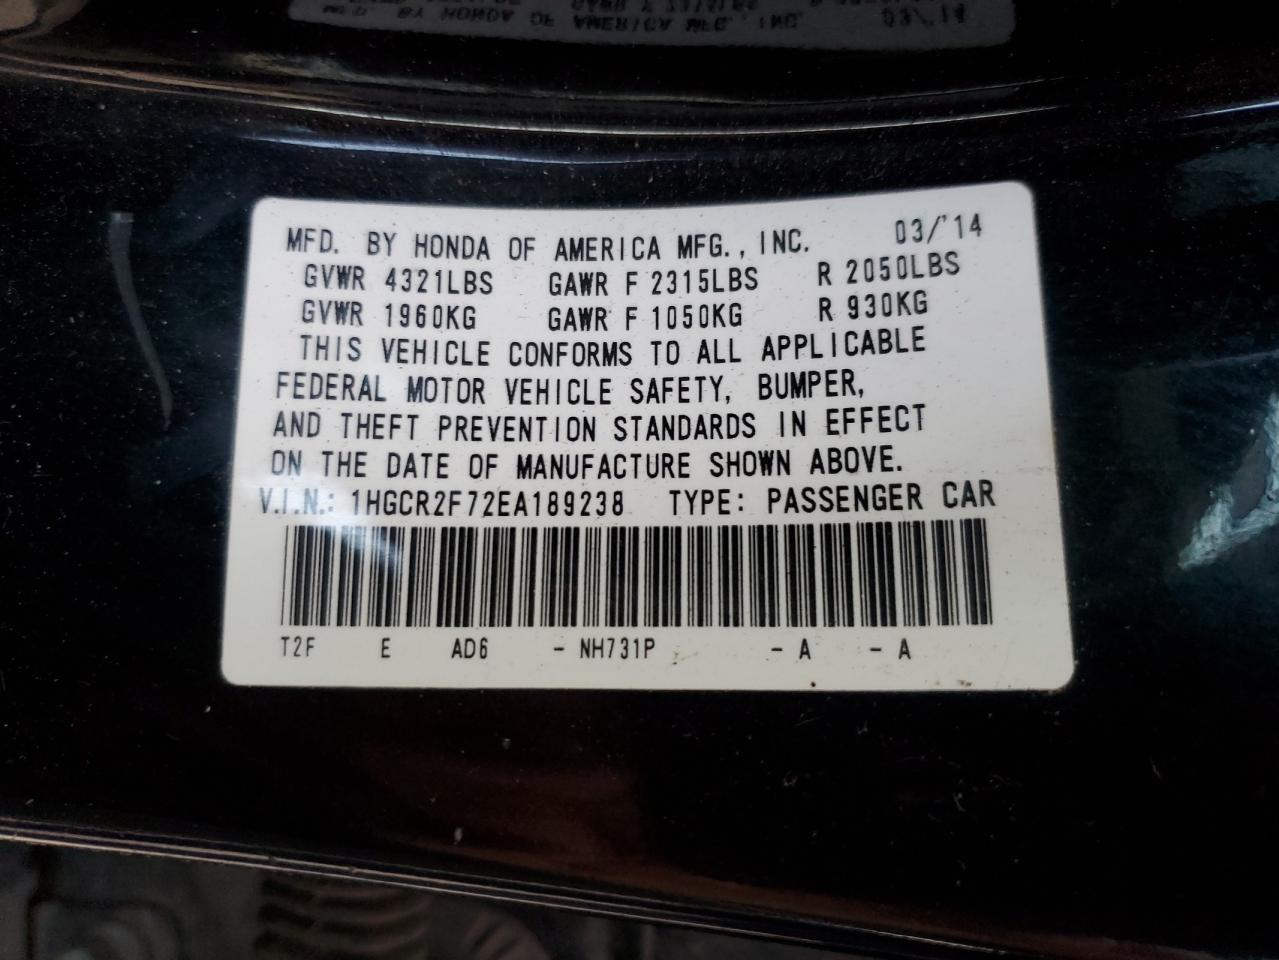 MFD. BY HONDA OF AMERICA MFG., INC. 03/'14
GVWR 4321LBS GAWR F 2315LBS R 2050LBS
GVWR 1960KG GAWR F 1050KG R 930KG
THIS VEHICLE CONFORMS TO ALL APPLICABLE
FEDERAL MOTOR VEHICLE SAFETY, BUMPER,
AND THEFT PREVENTION STANDARDS IN EFFECT
ON THE DATE OF MANUFACTURE SHOWN ABOVE.
V.I.N.: 1HGCR2F72EA189238 TYPE: PASSENGER CAR
T2F E AD6 - NH731P - A - A